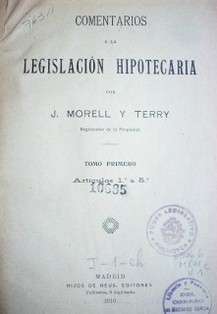 COMENTARIOS
A LA
LEGISLACIÓN HIPOTECARIA
POR
J. MORELL Y TERRY
Registrador de la Propiedad
TOMO PRIMERO
Artículos 1.º á 5.º
10685
MADRID
HIJOS DE REUS, EDITORES
1910